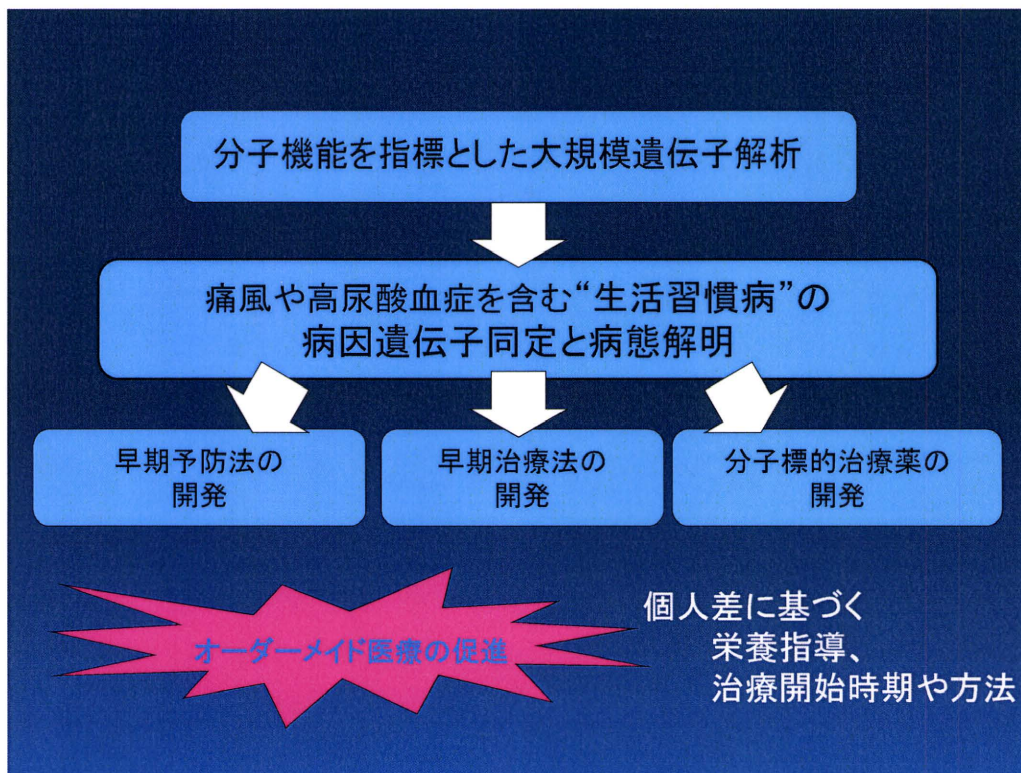 分子機能を指標とした大規模遺伝子解析
痛風や高尿酸血症を含む“生活習慣病”の
病因遺伝子同定と病態解明
早期予防法の
開発
早期治療法の
開発
分子標的治療薬の
開発
オーダーメイド医療の促進
個人差に基づく
栄養指導、
治療開始時期や方法